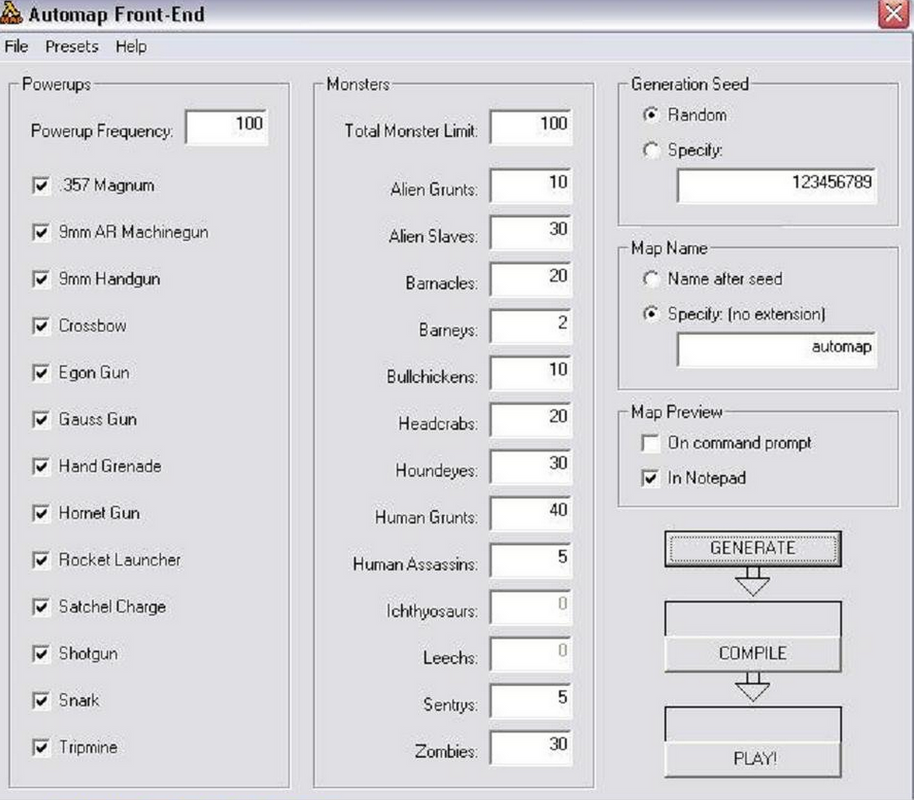 Automap Front-End
File Presets Help
Powerups
Powerup Frequency: 100
.357 Magnum
9mm AR Machinegun
9mm Handgun
Crossbow
Egon Gun
Gauss Gun
Hand Grenade
Hornet Gun
Rocket Launcher
Satchel Charge
Shotgun
Snark
Tripmine
Monsters
Total Monster Limit: 100
Alien Grunts: 10
Alien Slaves: 30
Barnacles: 20
Barneys: 2
Bullchickens: 10
Headcrabs: 20
Houndeyes: 30
Human Grunts: 40
Human Assassins: 5
Ichthyosaurs: 0
Leechs: 0
Sentrys: 5
Zombies: 30
Generation Seed
Random
Specify:
123456789
Map Name
Name after seed
Specify: (no extension)
automap
Map Preview
On command prompt
In Notepad
GENERATE
COMPILE
PLAY!